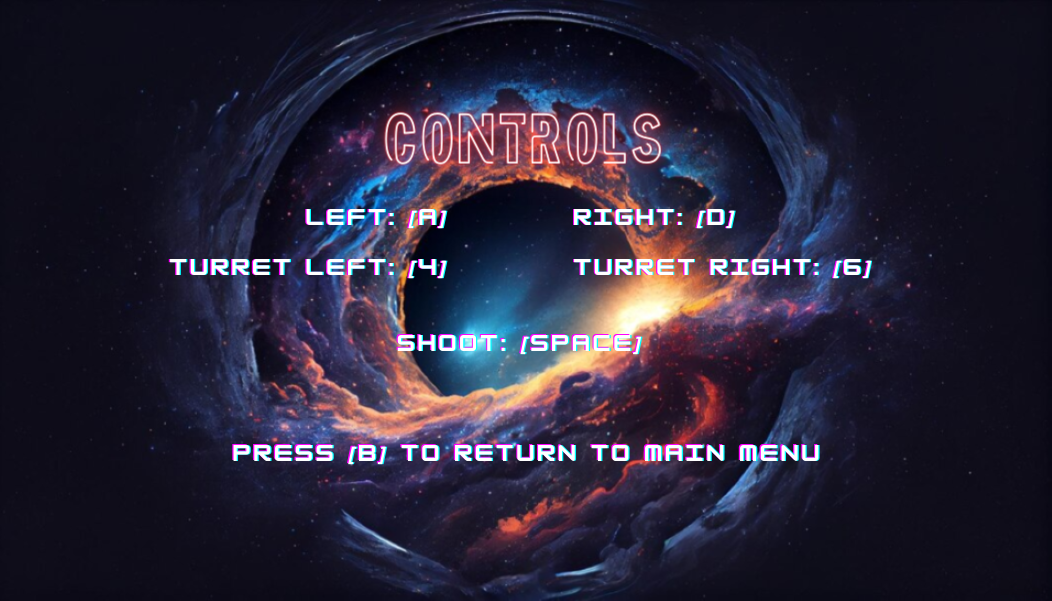 CONTROLS
LEFT: [A] RIGHT: [D]
TURRET LEFT: [4] TURRET RIGHT: [6]
SHOOT: [SPACE]
PRESS [B] TO RETURN TO MAIN MENU